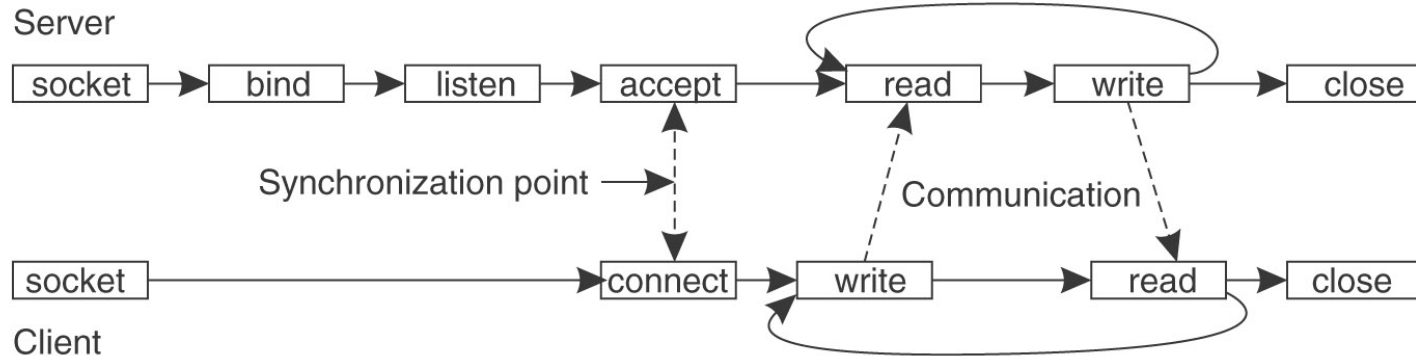 Server
socket bind listen accept read write close
Synchronization point
Communication
socket connect write read close
Client